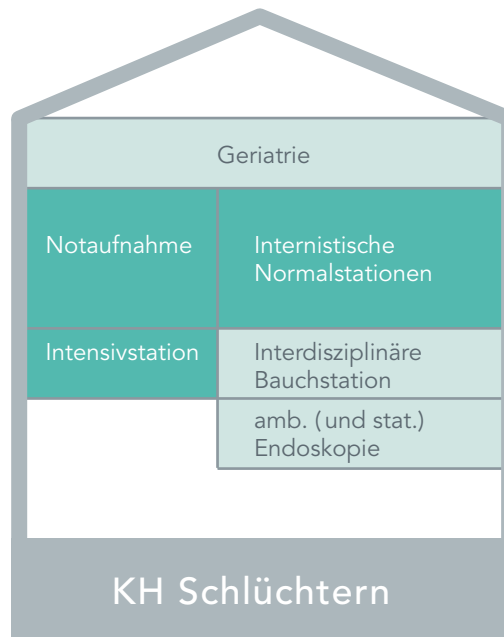 Geriatrie
Notaufnahme
Internistische
Normalstationen
Intensivstation
Interdisziplinäre
Bauchstation
amb. (und stat.)
Endoskopie
KH Schlüchtern